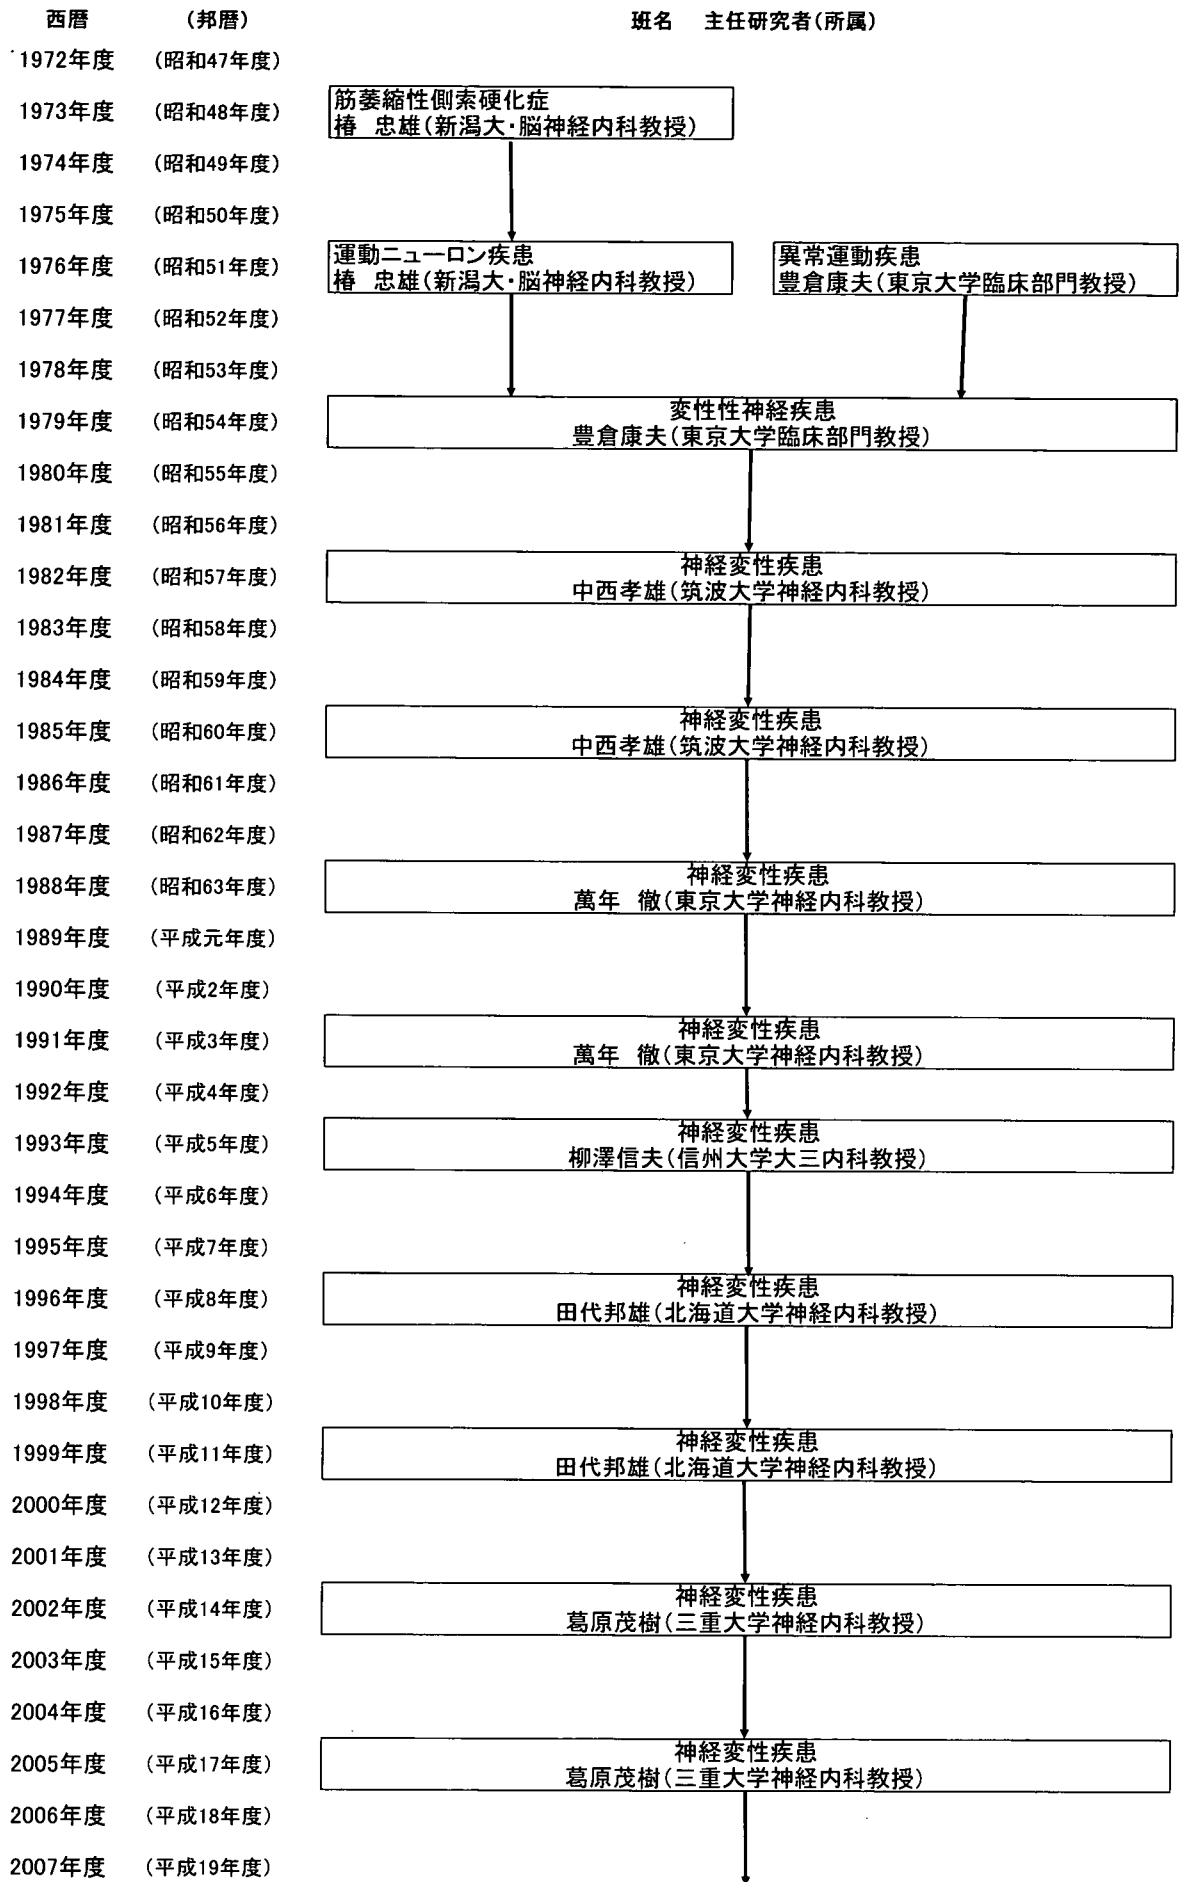 西暦 (邦暦) 班名 主任研究者(所属)
1972年度 (昭和47年度)
1973年度 (昭和48年度)
筋萎縮性側索硬化症
椿 忠雄(新潟大・脳神経内科教授)
1974年度 (昭和49年度)
1975年度 (昭和50年度)
1976年度 (昭和51年度)
運動ニューロン疾患
椿 忠雄(新潟大・脳神経内科教授)
異常運動疾患
豊倉康夫(東京大学臨床部門教授)
1977年度 (昭和52年度)
1978年度 (昭和53年度)
1979年度 (昭和54年度)
変性性神経疾患
豊倉康夫(東京大学臨床部門教授)
1980年度 (昭和55年度)
1981年度 (昭和56年度)
1982年度 (昭和57年度)
神経変性疾患
中西孝雄(筑波大学神経内科教授)
1983年度 (昭和58年度)
1984年度 (昭和59年度)
1985年度 (昭和60年度)
神経変性疾患
中西孝雄(筑波大学神経内科教授)
1986年度 (昭和61年度)
1987年度 (昭和62年度)
1988年度 (昭和63年度)
神経変性疾患
萬年 徹(東京大学神経内科教授)
1989年度 (平成元年度)
1990年度 (平成2年度)
1991年度 (平成3年度)
神経変性疾患
萬年 徹(東京大学神経内科教授)
1992年度 (平成4年度)
1993年度 (平成5年度)
神経変性疾患
柳澤信夫(信州大学大三内科教授)
1994年度 (平成6年度)
1995年度 (平成7年度)
1996年度 (平成8年度)
神経変性疾患
田代邦雄(北海道大学神経内科教授)
1997年度 (平成9年度)
1998年度 (平成10年度)
1999年度 (平成11年度)
神経変性疾患
田代邦雄(北海道大学神経内科教授)
2000年度 (平成12年度)
2001年度 (平成13年度)
2002年度 (平成14年度)
神経変性疾患
葛原茂樹(三重大学神経内科教授)
2003年度 (平成15年度)
2004年度 (平成16年度)
2005年度 (平成17年度)
神経変性疾患
葛原茂樹(三重大学神経内科教授)
2006年度 (平成18年度)
2007年度 (平成19年度)